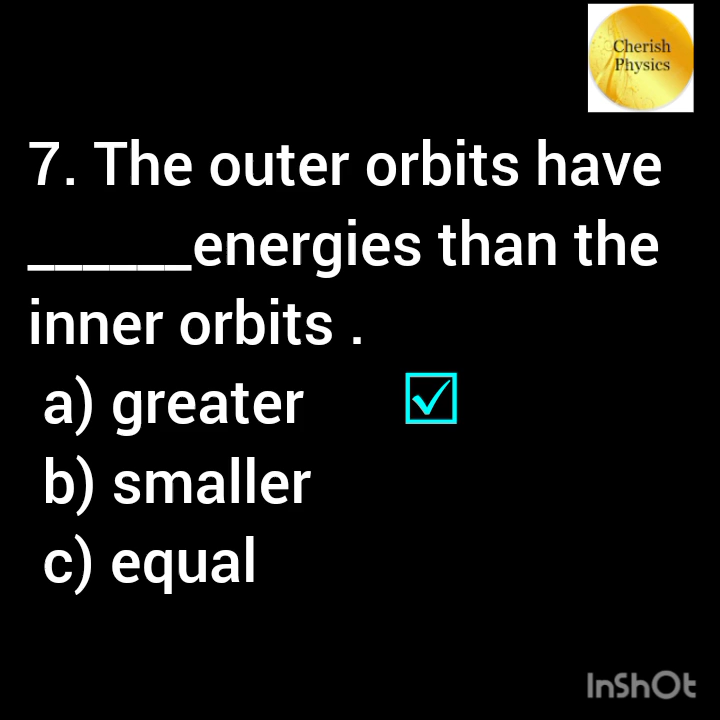 Cherish
Physics
7. The outer orbits have
______energies than the
inner orbits .
a) greater ☑
b) smaller
c) equal
InShOt